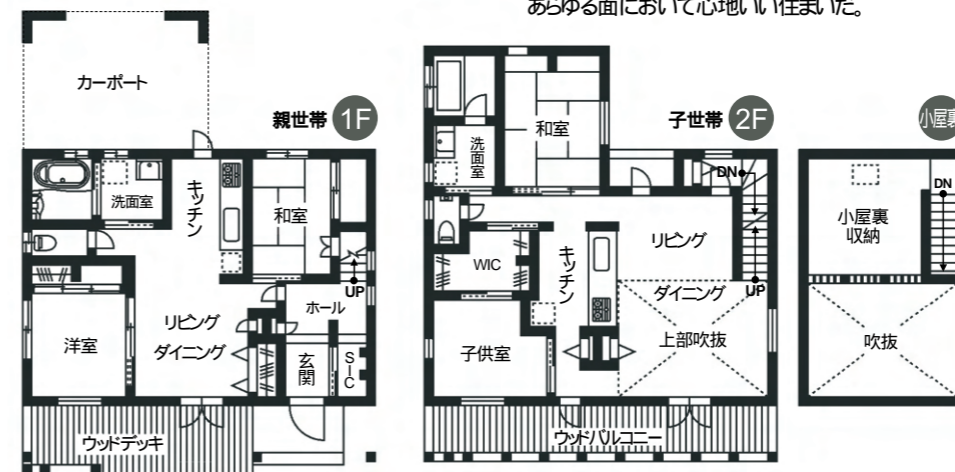 あらゆる面において心地いい住まいだ。
カーポート
親世帯 1F
洗面室
キッチン
和室
UP
ホール
リビング
ダイニング
洋室
玄関
SIC
ウッドデッキ
子世帯 2F
和室
洗面室
DN
リビング
WIC
キッチン
ダイニング
UP
上部吹抜
子供室
ウッドバルコニー
小屋裏
DN
小屋裏
収納
吹抜